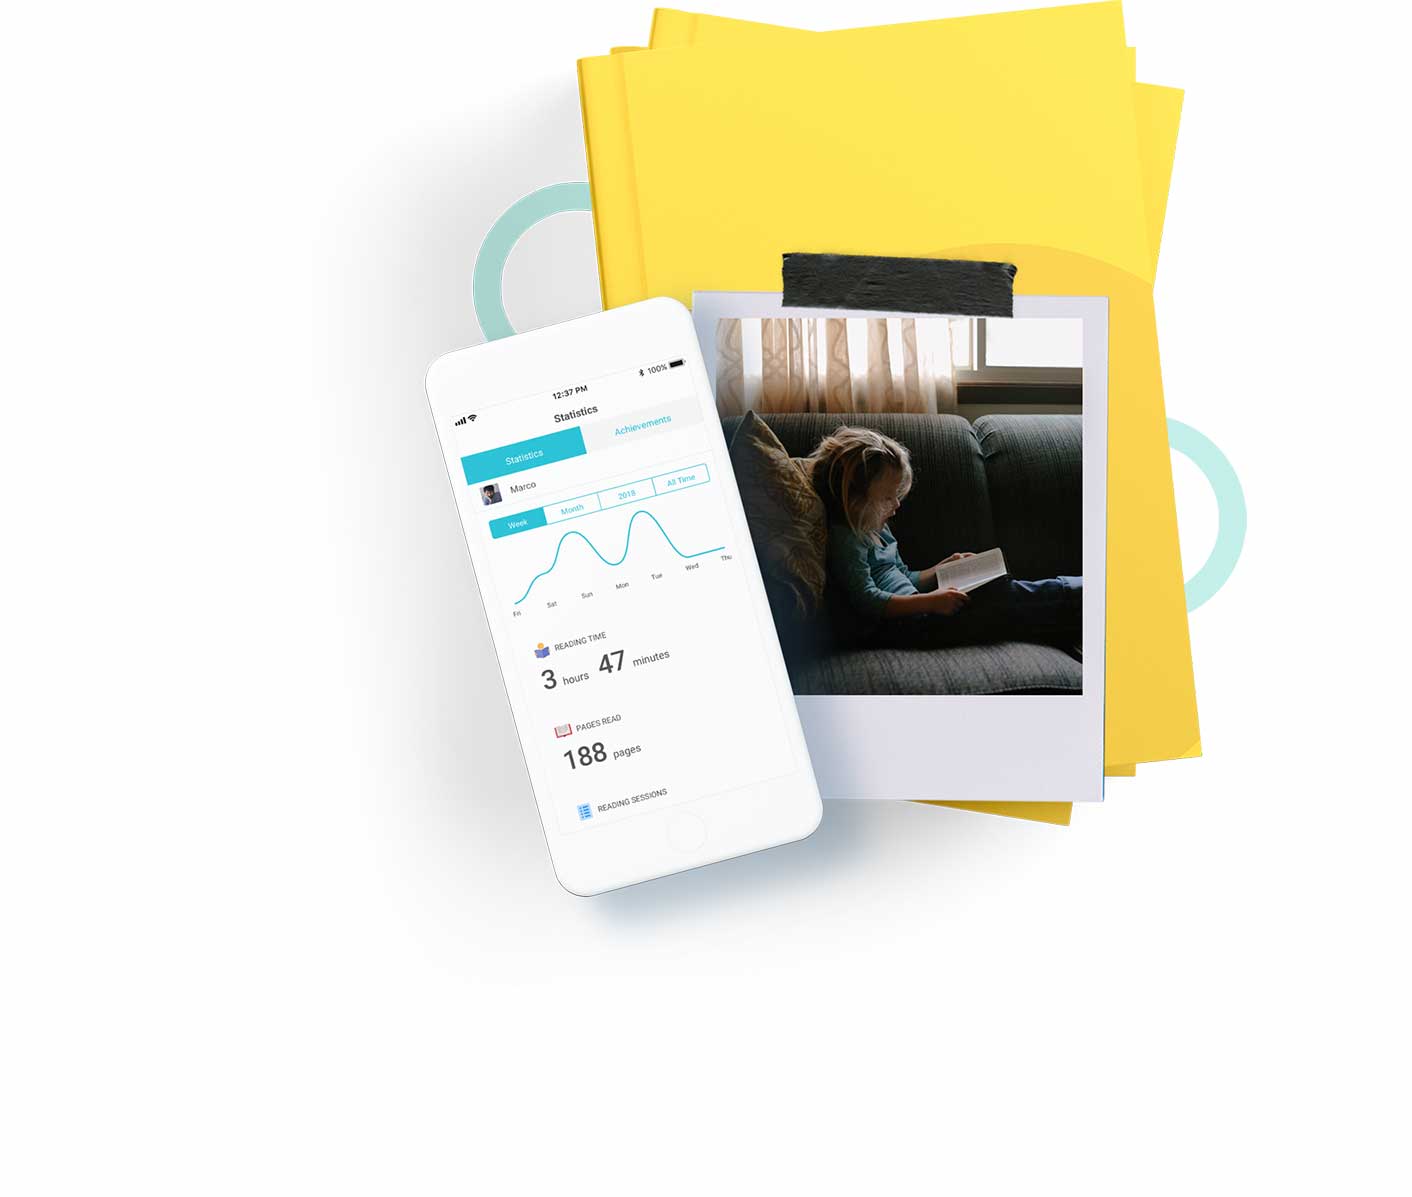 12:37 PM
100%
Statistics
Statistics
Achievements
Marco
Week
Month
2018
All Time
Fri
Sat
Sun
Mon
Tue
Wed
Thu
READING TIME
3 hours 47 minutes
PAGES READ
188 pages
READING SESSIONS